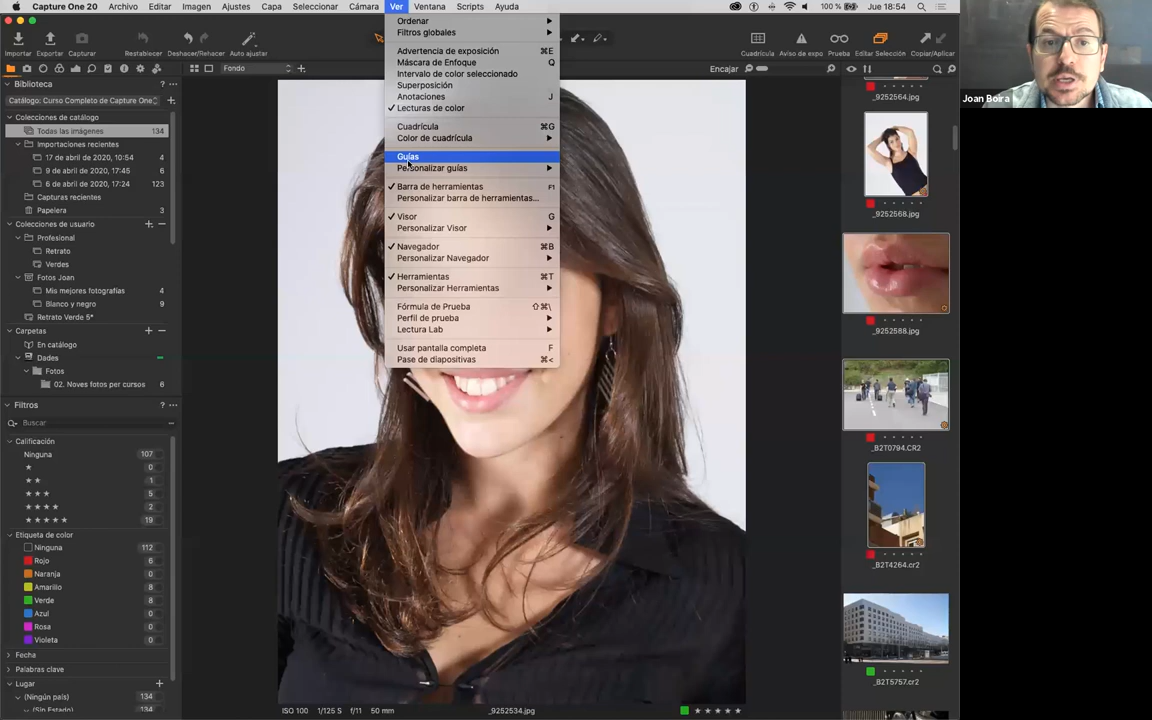 Capture One 20 Archivo Editar Imagen Ajustes Capa Seleccionar Cámara Ver Ventana Scripts Ayuda 100 % Jue 18:54
Importar Exportar Capturar Restablecer Deshacer/Rehacer Auto ajustar Cuadrícula Aviso de expo Prueba Editar Selección Copiar/Aplicar
Fondo Encajar
Biblioteca ? ...
Catálogo: Curso Completo de Capture One +
Colecciones de catálogo
Todas las imágenes 134
Importaciones recientes
17 de abril de 2020, 10:54 4
9 de abril de 2020, 17:45 6
6 de abril de 2020, 17:24 123
Capturas recientes
Papelera 3
Colecciones de usuario + −
Profesional
Retrato
Verdes
Fotos Joan
Mis mejores fotografías 4
Blanco y negro 9
Retrato Verde 5*
Carpetas + −
En catálogo
Dades
Fotos
02. Noves fotos per cursos 6
Filtros ? ...
Buscar
Calificación
Ninguna 107
★ 0
★ ★ 1
★ ★ ★ 5
★ ★ ★ ★ 2
★ ★ ★ ★ ★ 19
Etiqueta de color
Ninguna 112
Rojo 6
Naranja 0
Amarillo 8
Verde 8
Azul 0
Rosa 0
Violeta 0
Fecha
Palabras clave
Lugar +
(Ningún país) 134
(Sin Estado) 134
Ordenar
Filtros globales
Advertencia de exposición ⌘E
Máscara de Enfoque Q
Intervalo de color seleccionado
Superposición
Anotaciones J
✓ Lecturas de color
Cuadrícula ⌘G
Color de cuadrícula
Guías
Personalizar guías
✓ Barra de herramientas F1
Personalizar barra de herramientas...
✓ Visor G
Personalizar Visor
✓ Navegador ⌘B
Personalizar Navegador
✓ Herramientas ⌘T
Personalizar Herramientas
Fórmula de Prueba ⇧⌘\
Perfil de prueba
Lectura Lab
Usar pantalla completa F
Pase de diapositivas ⌘<
ISO 100 1/125 S f/11 50 mm _9252534.jpg ★ ★ ★ ★ ★
_9252564.jpg
_9252568.jpg
_9252588.jpg
_B2T0794.CR2
_B2T4264.cr2
_B2T5757.cr2
Joan Boira